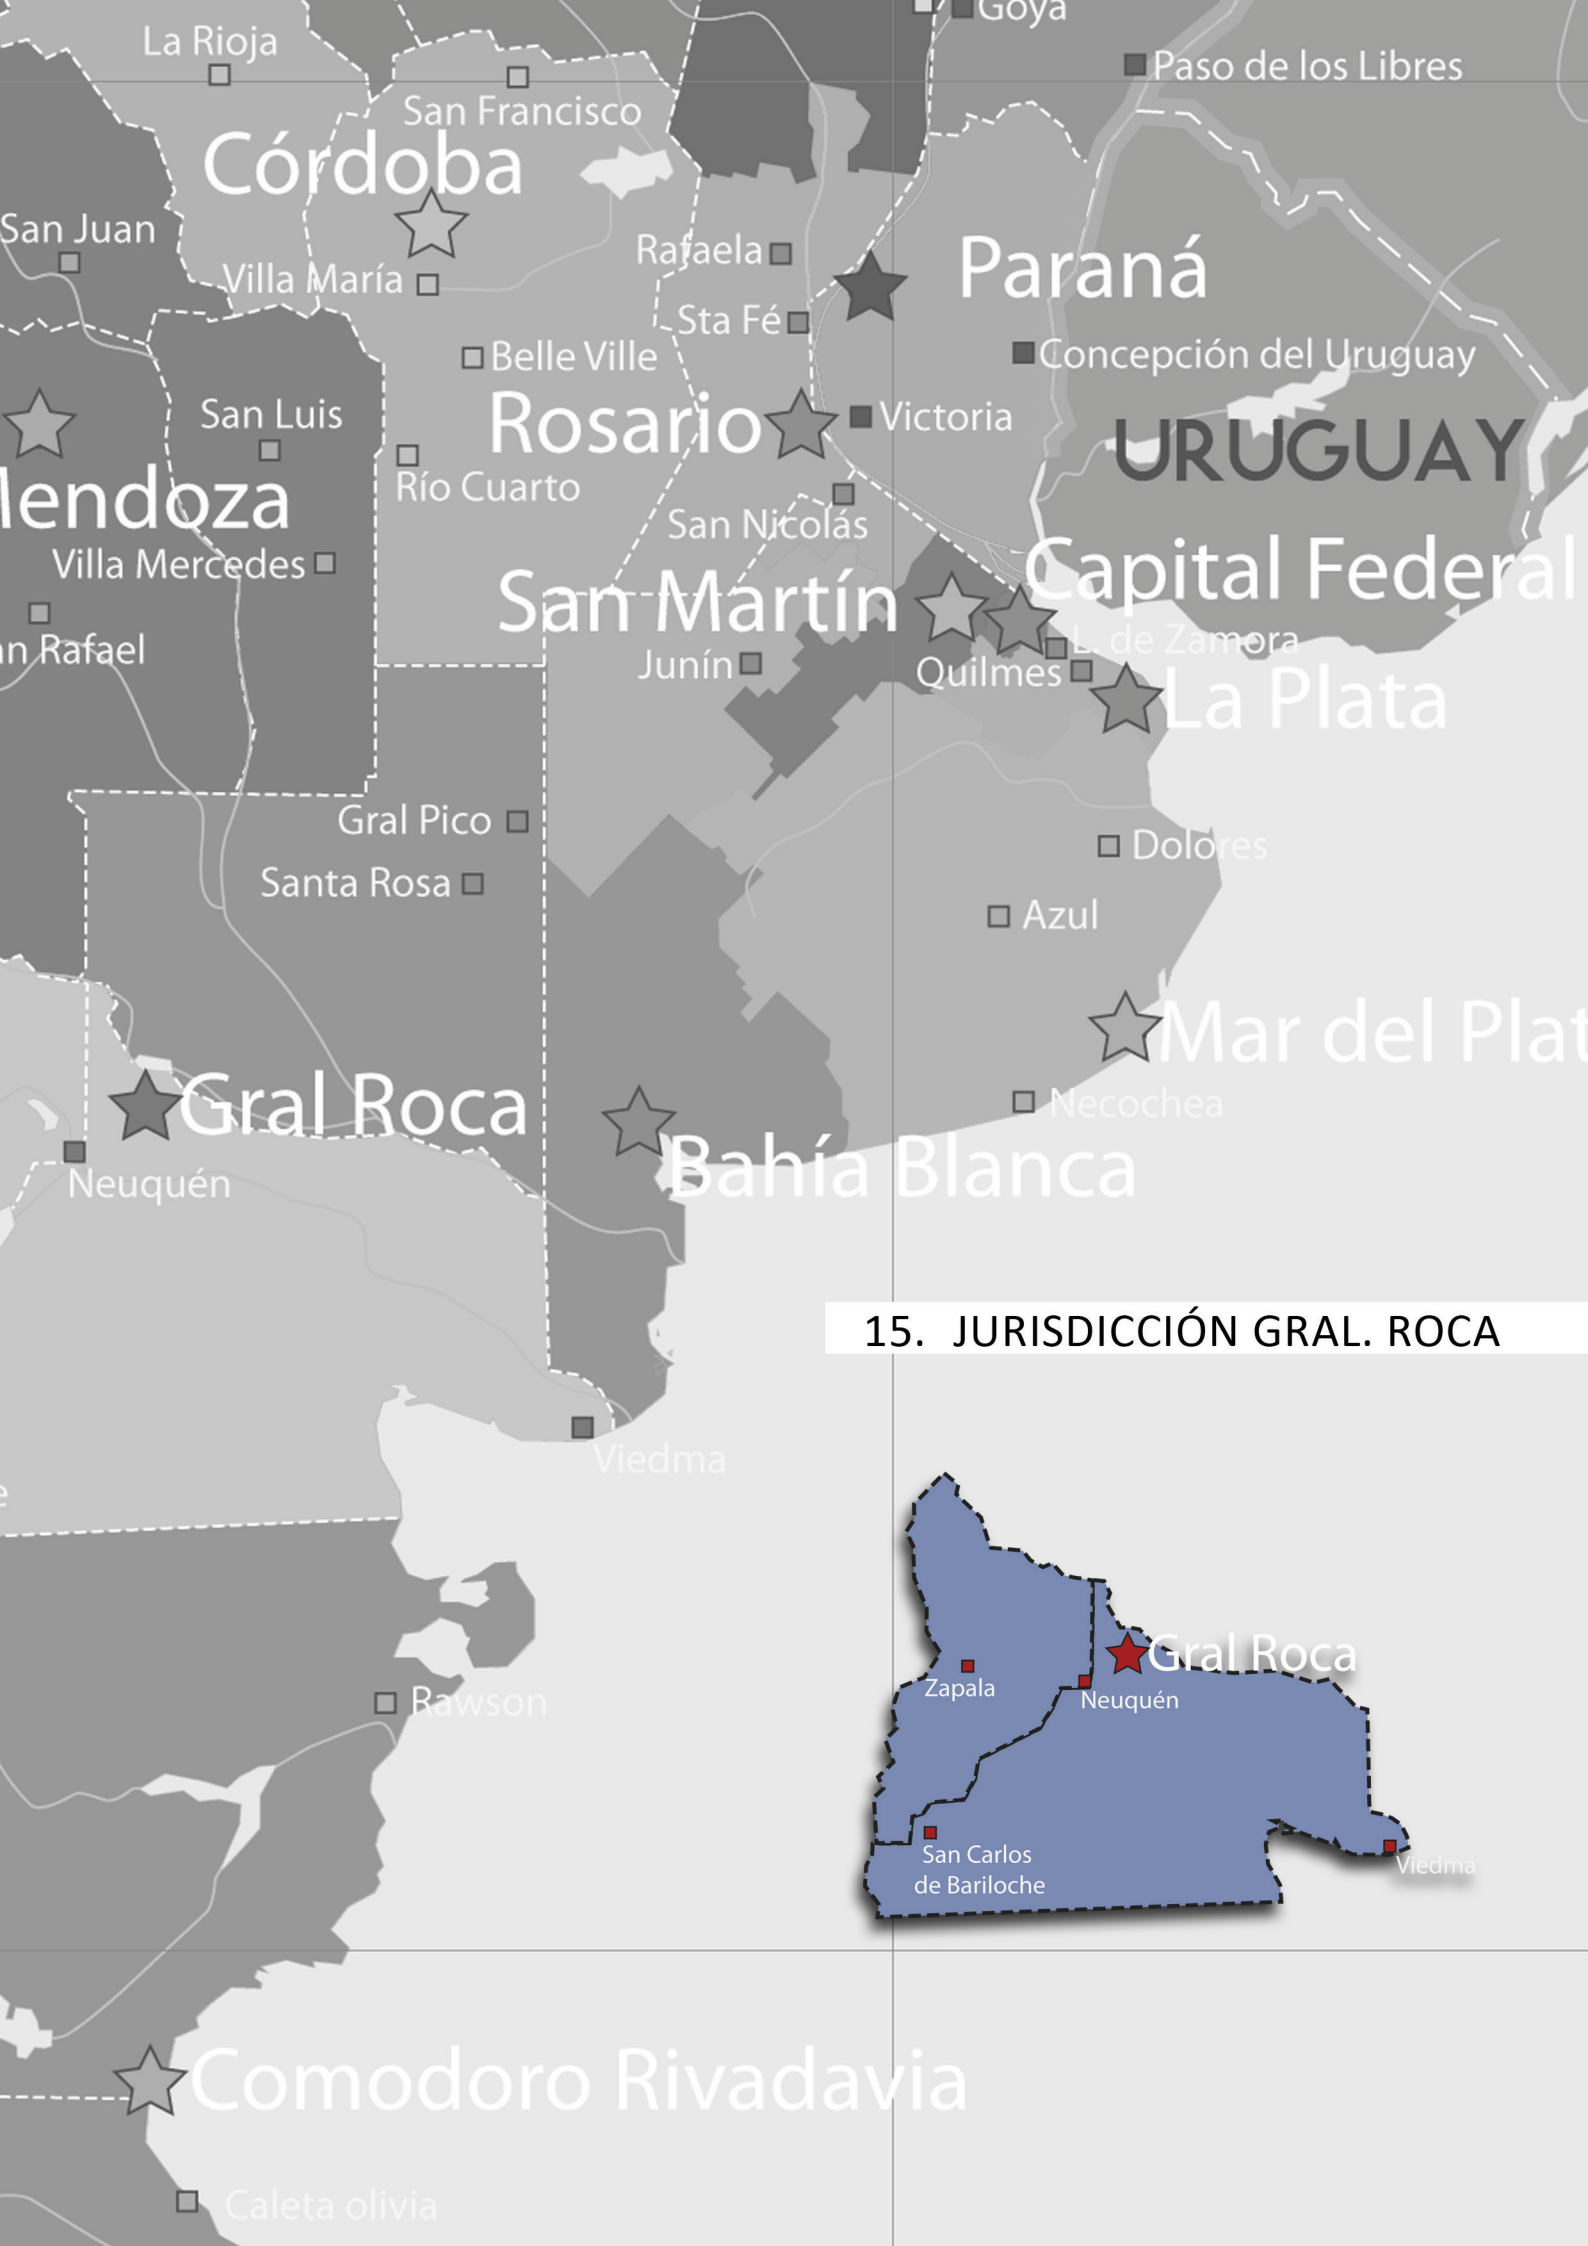 Goya
La Rioja
Paso de los Libres
San Francisco
Córdoba
San Juan
Rafaela
Paraná
Villa María
Sta Fé
Belle Ville
Concepción del Uruguay
San Luis
Rosario
Victoria
URUGUAY
Río Cuarto
Mendoza
San Nicolás
Villa Mercedes
Capital Federal
San Martín
L. de Zamora
an Rafael
Junín
Quilmes
La Plata
Gral Pico
Dolores
Santa Rosa
Azul
Mar del Plat
Gral Roca
Necochea
Bahía Blanca
Neuquén
15. JURISDICCIÓN GRAL. ROCA
Viedma
e
Gral Roca
Zapala
Neuquén
Rawson
San Carlos
de Bariloche
Viedma
Comodoro Rivadavia
Caleta olivia